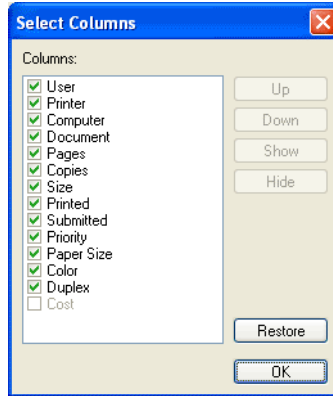 Select Columns
Columns:
User
Printer
Computer
Document
Pages
Copies
Size
Printed
Submitted
Priority
Paper Size
Color
Duplex
Cost
Up
Down
Show
Hide
Restore
OK